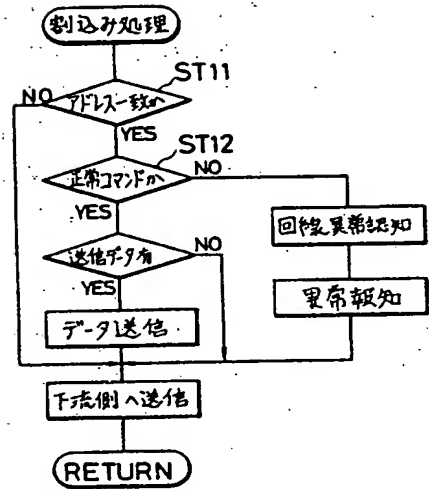 割込み処理
ST11
アドレス一致か
NO
YES
ST12
正常コマンドか
NO
YES
回線異常認知
送信データ有
NO
YES
異常報知
データ送信
下流側へ送信
RETURN